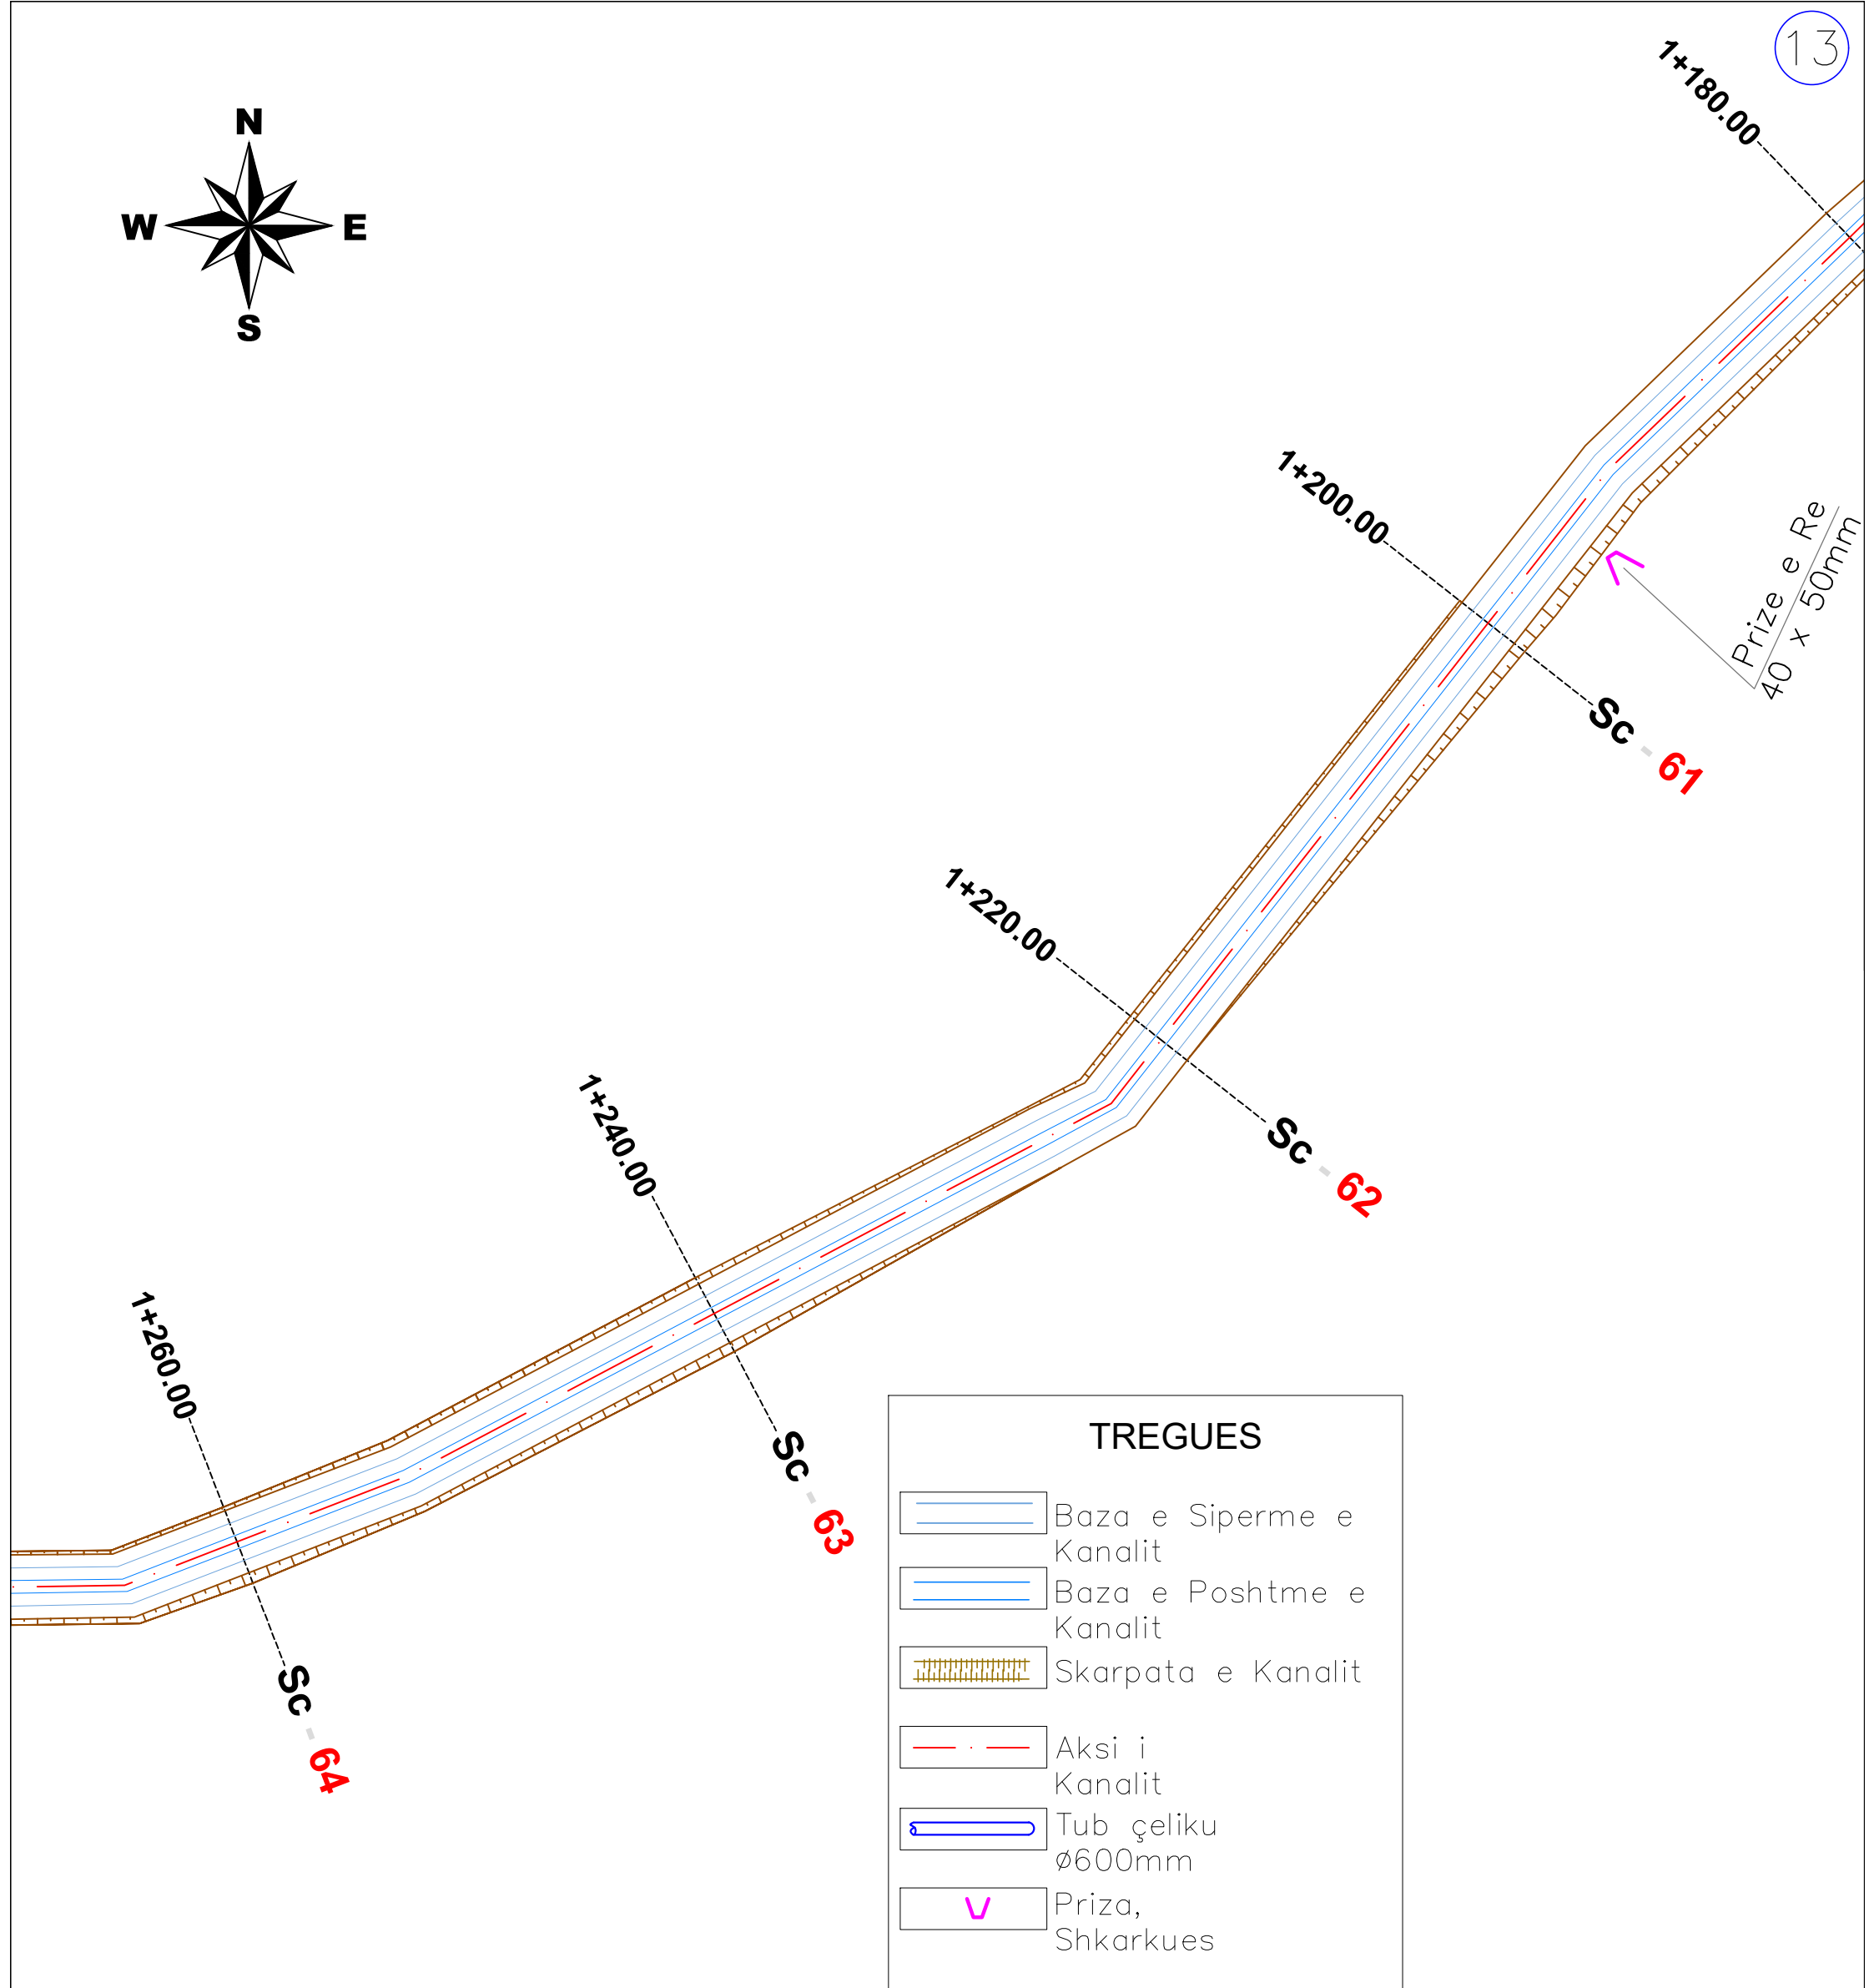 13
1+180.00
N
W E
S
1+200.00
Prize e Re
40 x 50mm
Sc - 61
1+220.00
Sc - 62
1+240.00
Sc - 63
1+260.00
Sc - 64
TREGUES
Baza e Siperme e
Kanalit
Baza e Poshtme e
Kanalit
Skarpata e Kanalit
Aksi i
Kanalit
Tub çeliku
Ø600mm
Priza,
Shkarkues